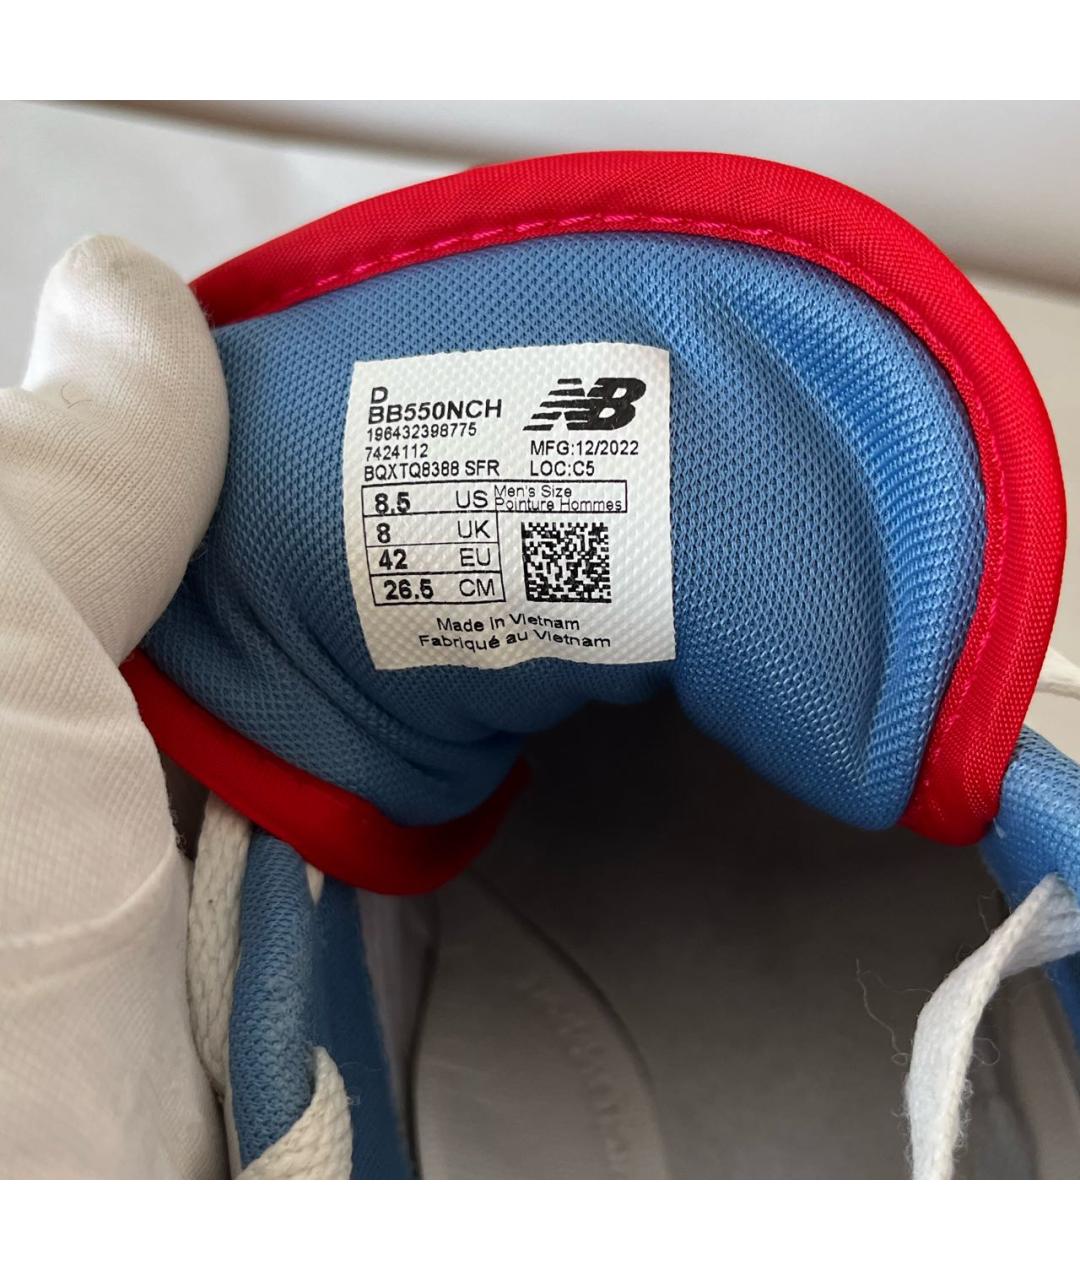 D
BB550NCH
NB
196432398775
7424112
MFG:12/2022
BQXTQ8388 SFR
LOC:C5
8.5 US Men's Size
Pointure Hommes
8 UK
42 EU
26.5 CM
Made In Vietnam
Fabriqué au Vietnam